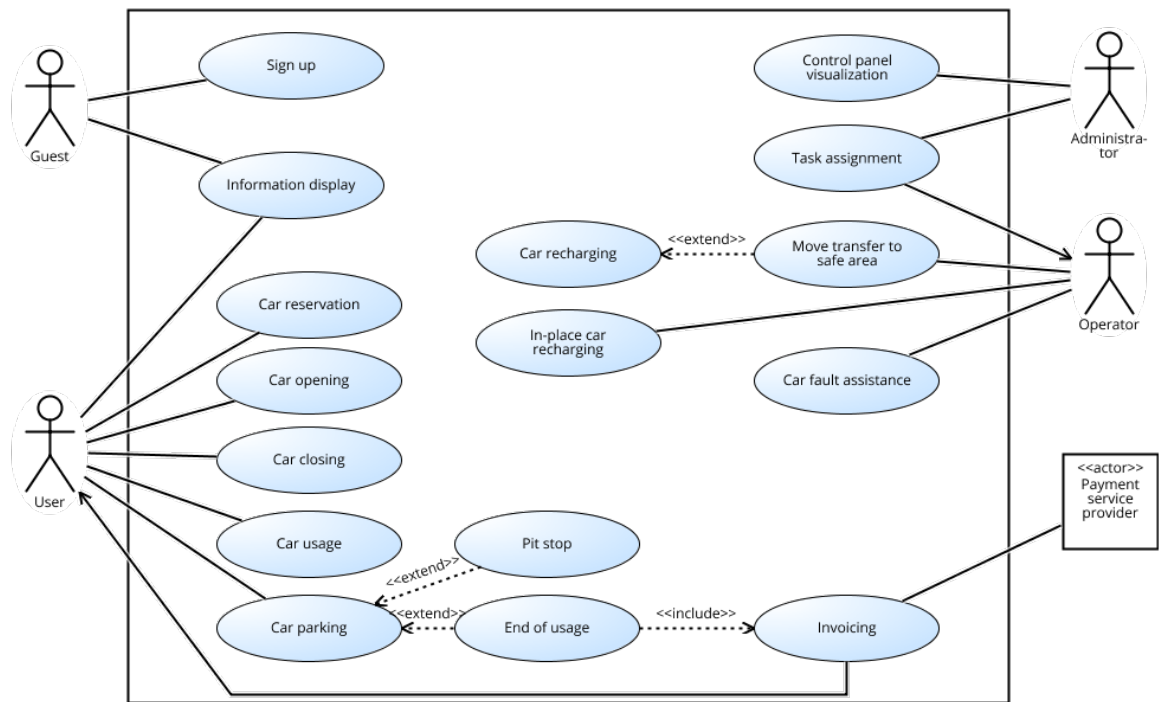 Sign up
Control panel
visualization
Guest
Administra-
tor
Task assignment
Information display
<<extend>>
Car recharging
Move transfer to
safe area
Car reservation
Operator
In-place car
recharging
Car opening
Car fault assistance
Car closing
User
<<actor>>
Payment
service
provider
Car usage
Pit stop
<<extend>>
<<extend>>
<<include>>
Car parking
End of usage
Invoicing